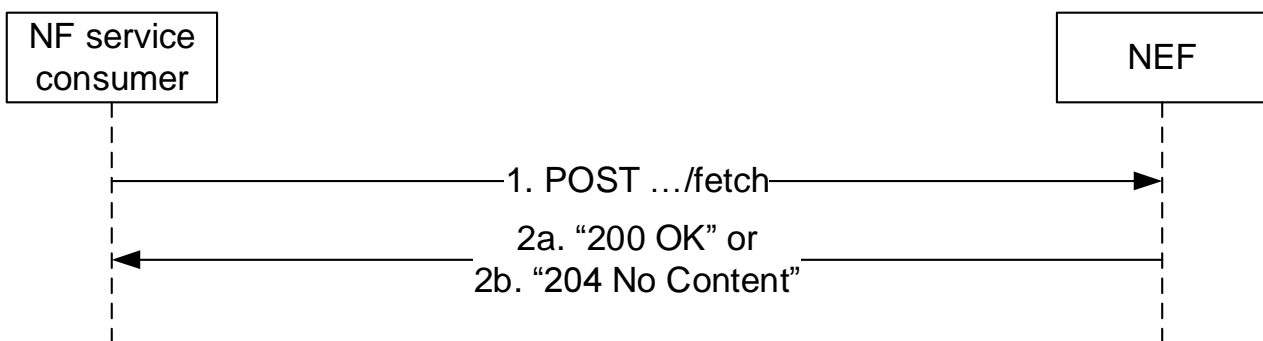 NF service
consumer
NEF
1. POST …/fetch
2a. “200 OK” or
2b. “204 No Content”